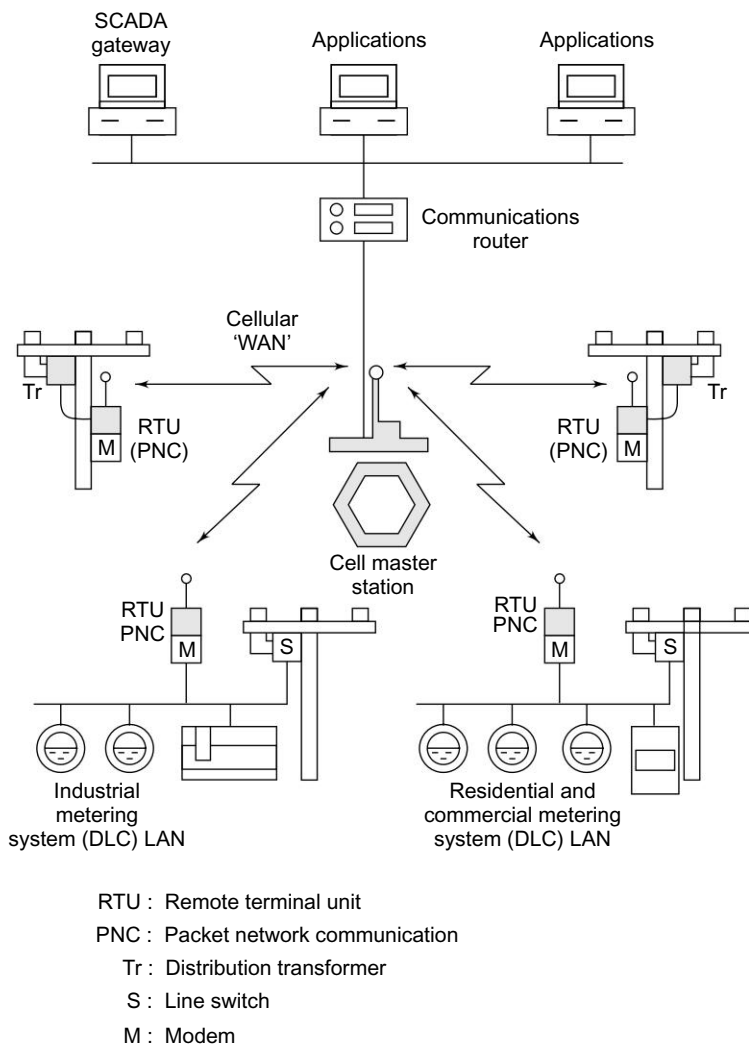 SCADA
gateway
Applications
Applications
Communications
router
Cellular
‘WAN’
Tr
RTU
(PNC)
M
RTU
(PNC)
M
Tr
Cell master
station
RTU
PNC
M
S
RTU
PNC
M
S
Industrial
metering
system (DLC) LAN
Residential and
commercial metering
system (DLC) LAN
RTU : Remote terminal unit
PNC : Packet network communication
Tr : Distribution transformer
S : Line switch
M : Modem